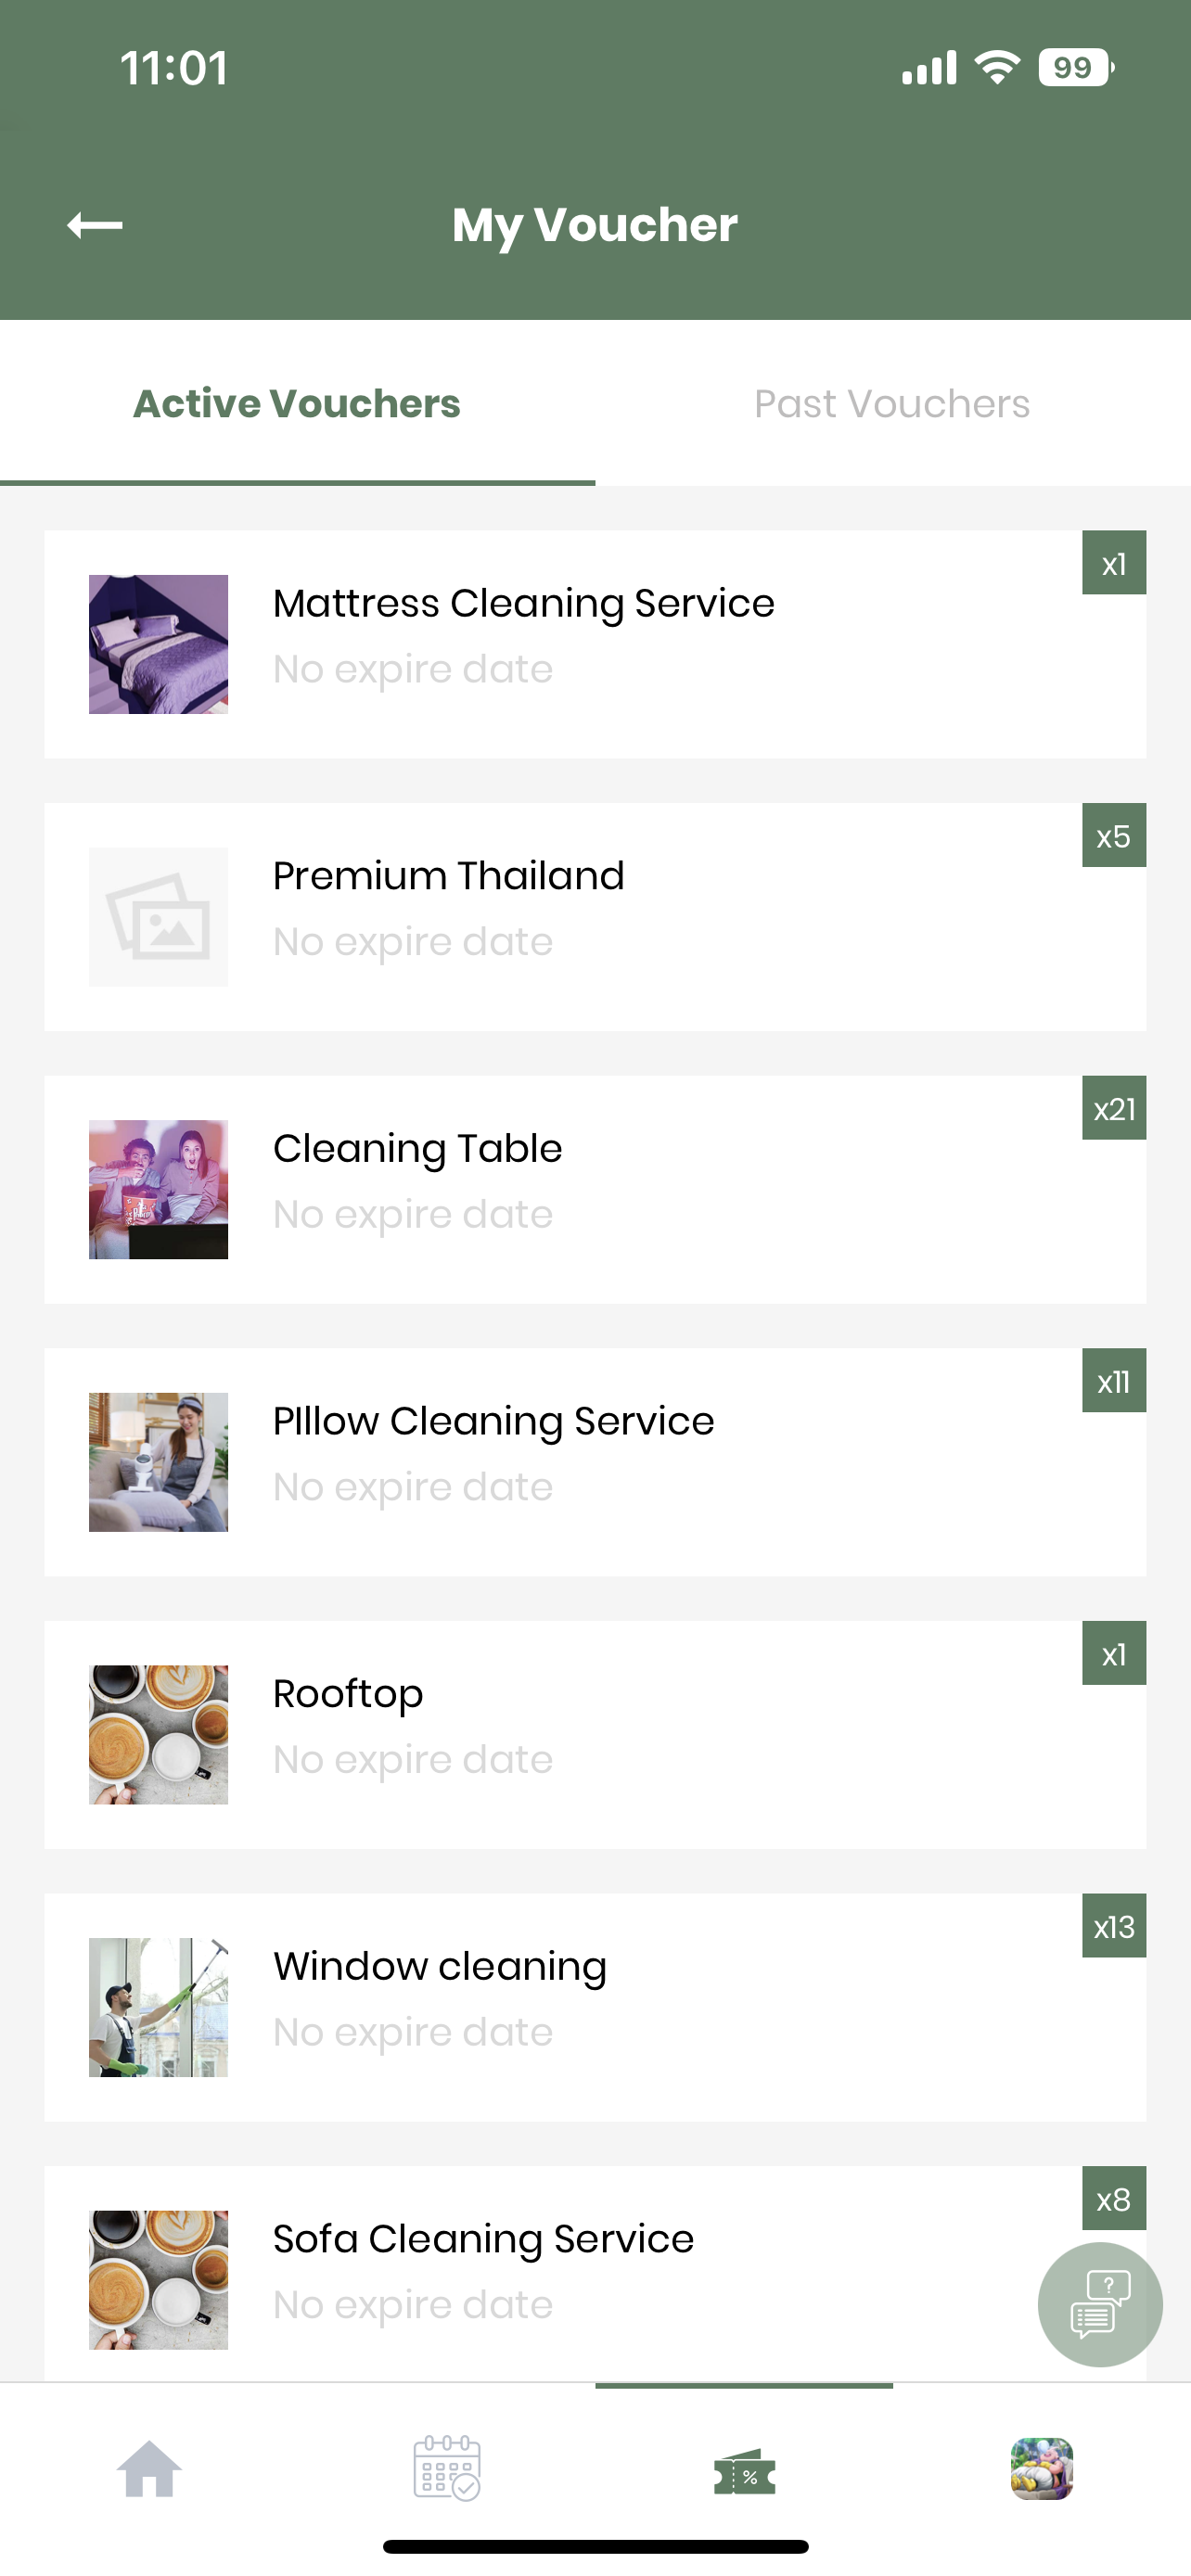 11:01
99
My Voucher
Active Vouchers
Past Vouchers
x1
Mattress Cleaning Service
No expire date
x5
Premium Thailand
No expire date
x21
Cleaning Table
No expire date
x11
PIllow Cleaning Service
No expire date
x1
Rooftop
No expire date
x13
Window cleaning
No expire date
x8
Sofa Cleaning Service
No expire date
?
%